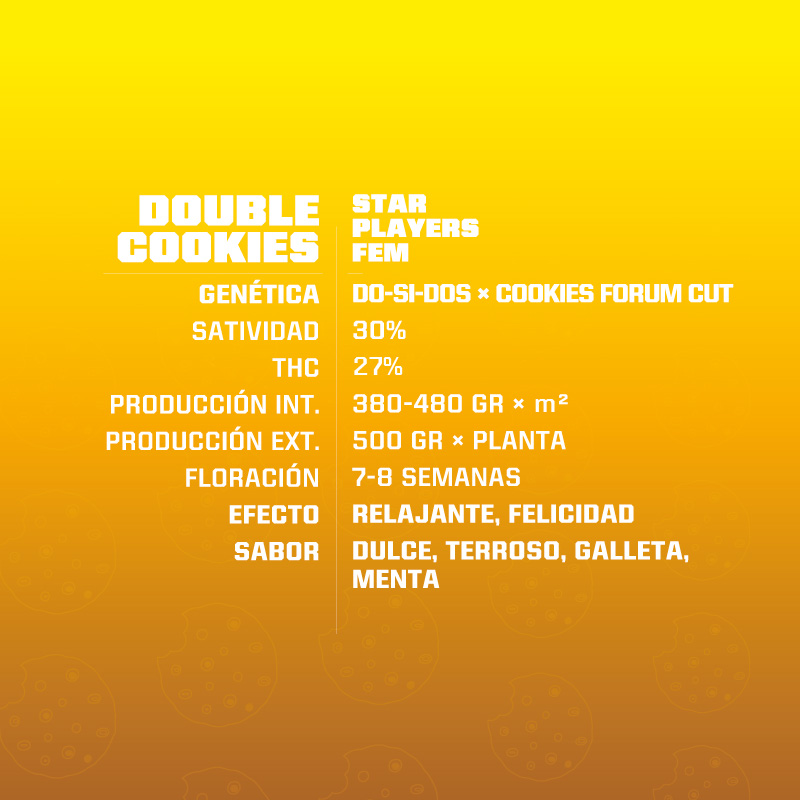 DOUBLE
COOKIES
STAR
PLAYERS
FEM
GENÉTICA DO-SI-DOS × COOKIES FORUM CUT
SATIVIDAD 30%
THC 27%
PRODUCCIÓN INT. 380-480 GR × m²
PRODUCCIÓN EXT. 500 GR × PLANTA
FLORACIÓN 7-8 SEMANAS
EFECTO RELAJANTE, FELICIDAD
SABOR DULCE, TERROSO, GALLETA,
MENTA